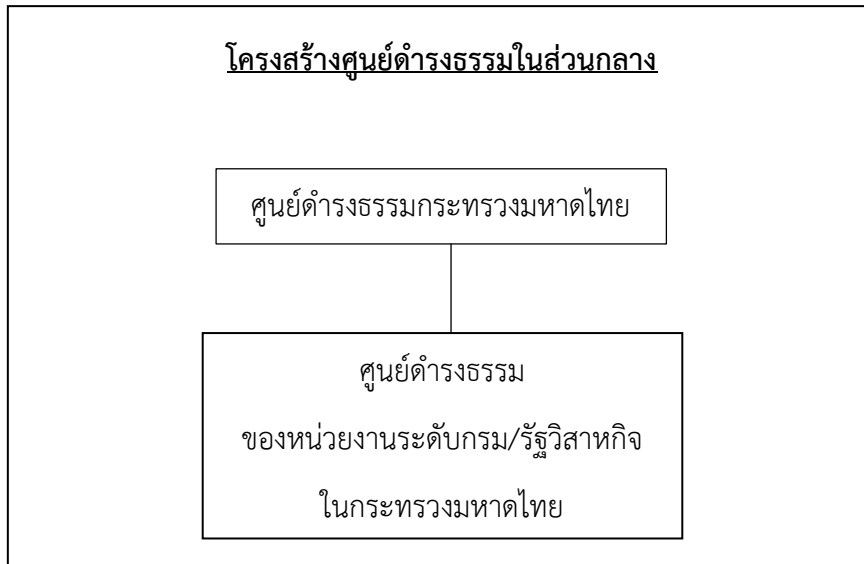 โครงสร้างศูนย์ดำรงธรรมในส่วนกลาง
ศูนย์ดำรงธรรมกระทรวงมหาดไทย
ศูนย์ดำรงธรรม
ของหน่วยงานระดับกรม/รัฐวิสาหกิจ
ในกระทรวงมหาดไทย